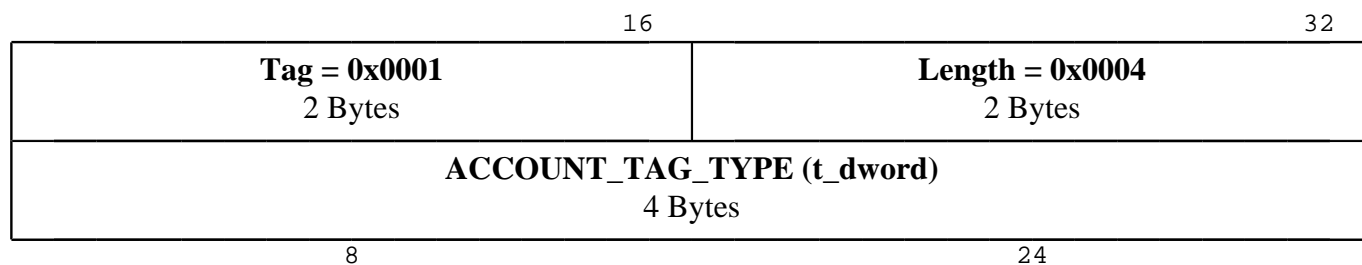 16 32
Tag = 0x0001 Length = 0x0004
2 Bytes 2 Bytes
ACCOUNT_TAG_TYPE (t_dword)
4 Bytes
8 24